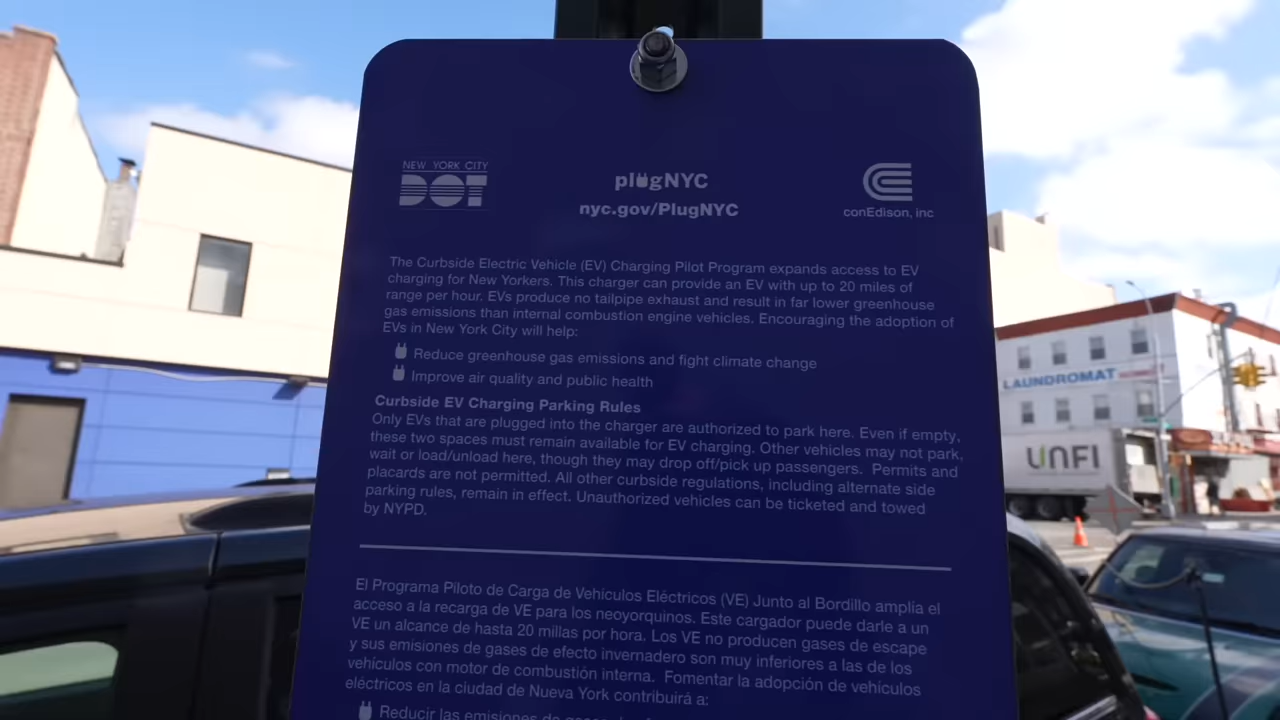 NEW YORK CITY
DOT
plugNYC
nyc.gov/PlugNYC
conEdison, inc
The Curbside Electric Vehicle (EV) Charging Pilot Program expands access to EV
charging for New Yorkers. This charger can provide an EV with up to 20 miles of
range per hour. EVs produce no tailpipe exhaust and result in far lower greenhouse
gas emissions than internal combustion engine vehicles. Encouraging the adoption of
EVs in New York City will help:
Reduce greenhouse gas emissions and fight climate change
Improve air quality and public health
Curbside EV Charging Parking Rules
Only EVs that are plugged into the charger are authorized to park here. Even if empty,
these two spaces must remain available for EV charging. Other vehicles may not park,
wait or load/unload here, though they may drop off/pick up passengers. Permits and
placards are not permitted. All other curbside regulations, including alternate side
parking rules, remain in effect. Unauthorized vehicles can be ticketed and towed
by NYPD.
El Programa Piloto de Carga de Vehículos Eléctricos (VE) Junto al Bordillo amplía el
acceso a la recarga de VE para los neoyorquinos. Este cargador puede darle a un
VE un alcance de hasta 20 millas por hora. Los VE no producen gases de escape
y sus emisiones de gases de efecto invernadero son muy inferiores a las de los
vehículos con motor de combustión interna. Fomentar la adopción de vehículos
eléctricos en la ciudad de Nueva York contribuirá a:
Reducir las emisiones de gases
LAUNDROMAT
UNFI